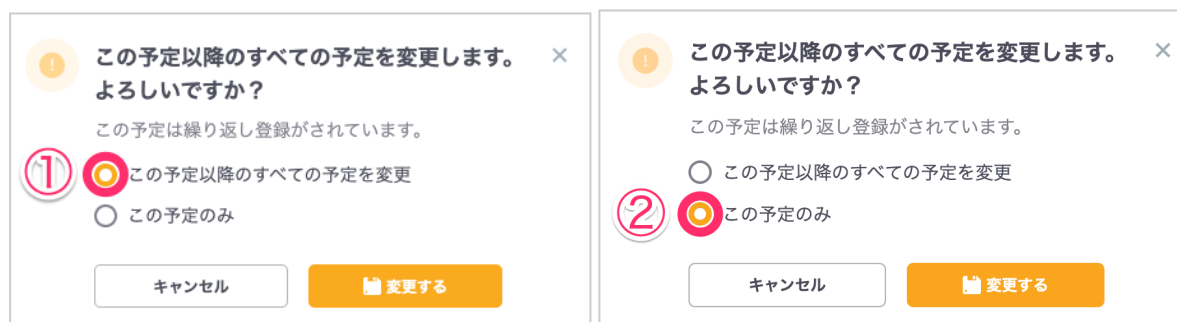 この予定以降のすべての予定を変更します。
よろしいですか？
この予定は繰り返し登録がされています。
① この予定以降のすべての予定を変更
この予定のみ
キャンセル
変更する
この予定以降のすべての予定を変更します。
よろしいですか？
この予定は繰り返し登録がされています。
この予定以降のすべての予定を変更
② この予定のみ
キャンセル
変更する